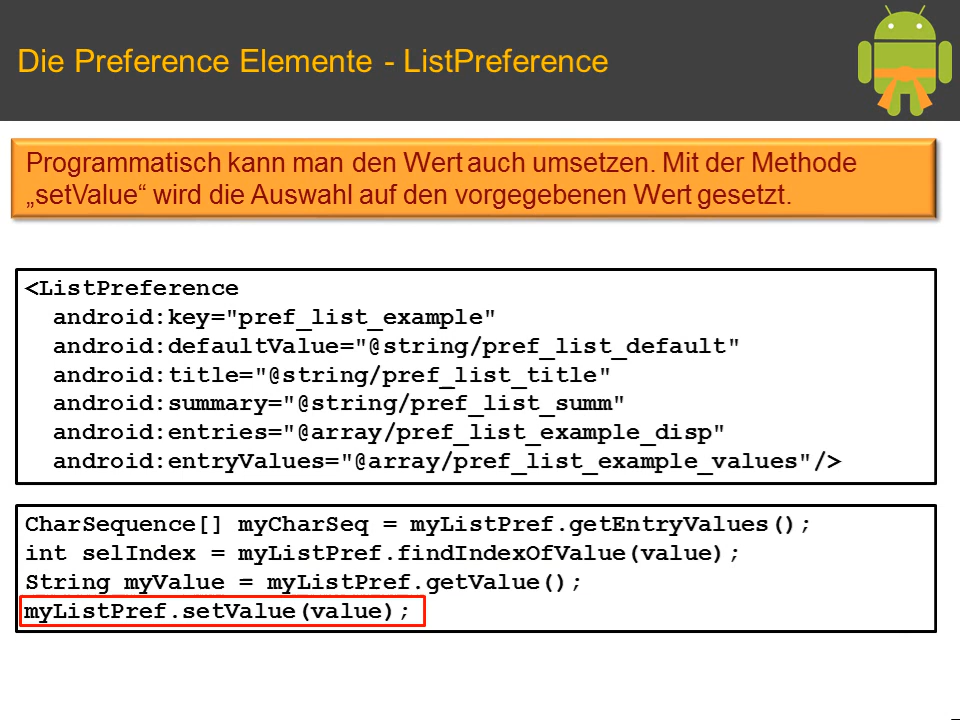 Die Preference Elemente - ListPreference
Programmatisch kann man den Wert auch umsetzen. Mit der Methode
„setValue“ wird die Auswahl auf den vorgegebenen Wert gesetzt.
<ListPreference
  android:key="pref_list_example"
  android:defaultValue="@string/pref_list_default"
  android:title="@string/pref_list_title"
  android:summary="@string/pref_list_summ"
  android:entries="@array/pref_list_example_disp"
  android:entryValues="@array/pref_list_example_values"/>
CharSequence[] myCharSeq = myListPref.getEntryValues();
int selIndex = myListPref.findIndexOfValue(value);
String myValue = myListPref.getValue();
myListPref.setValue(value);